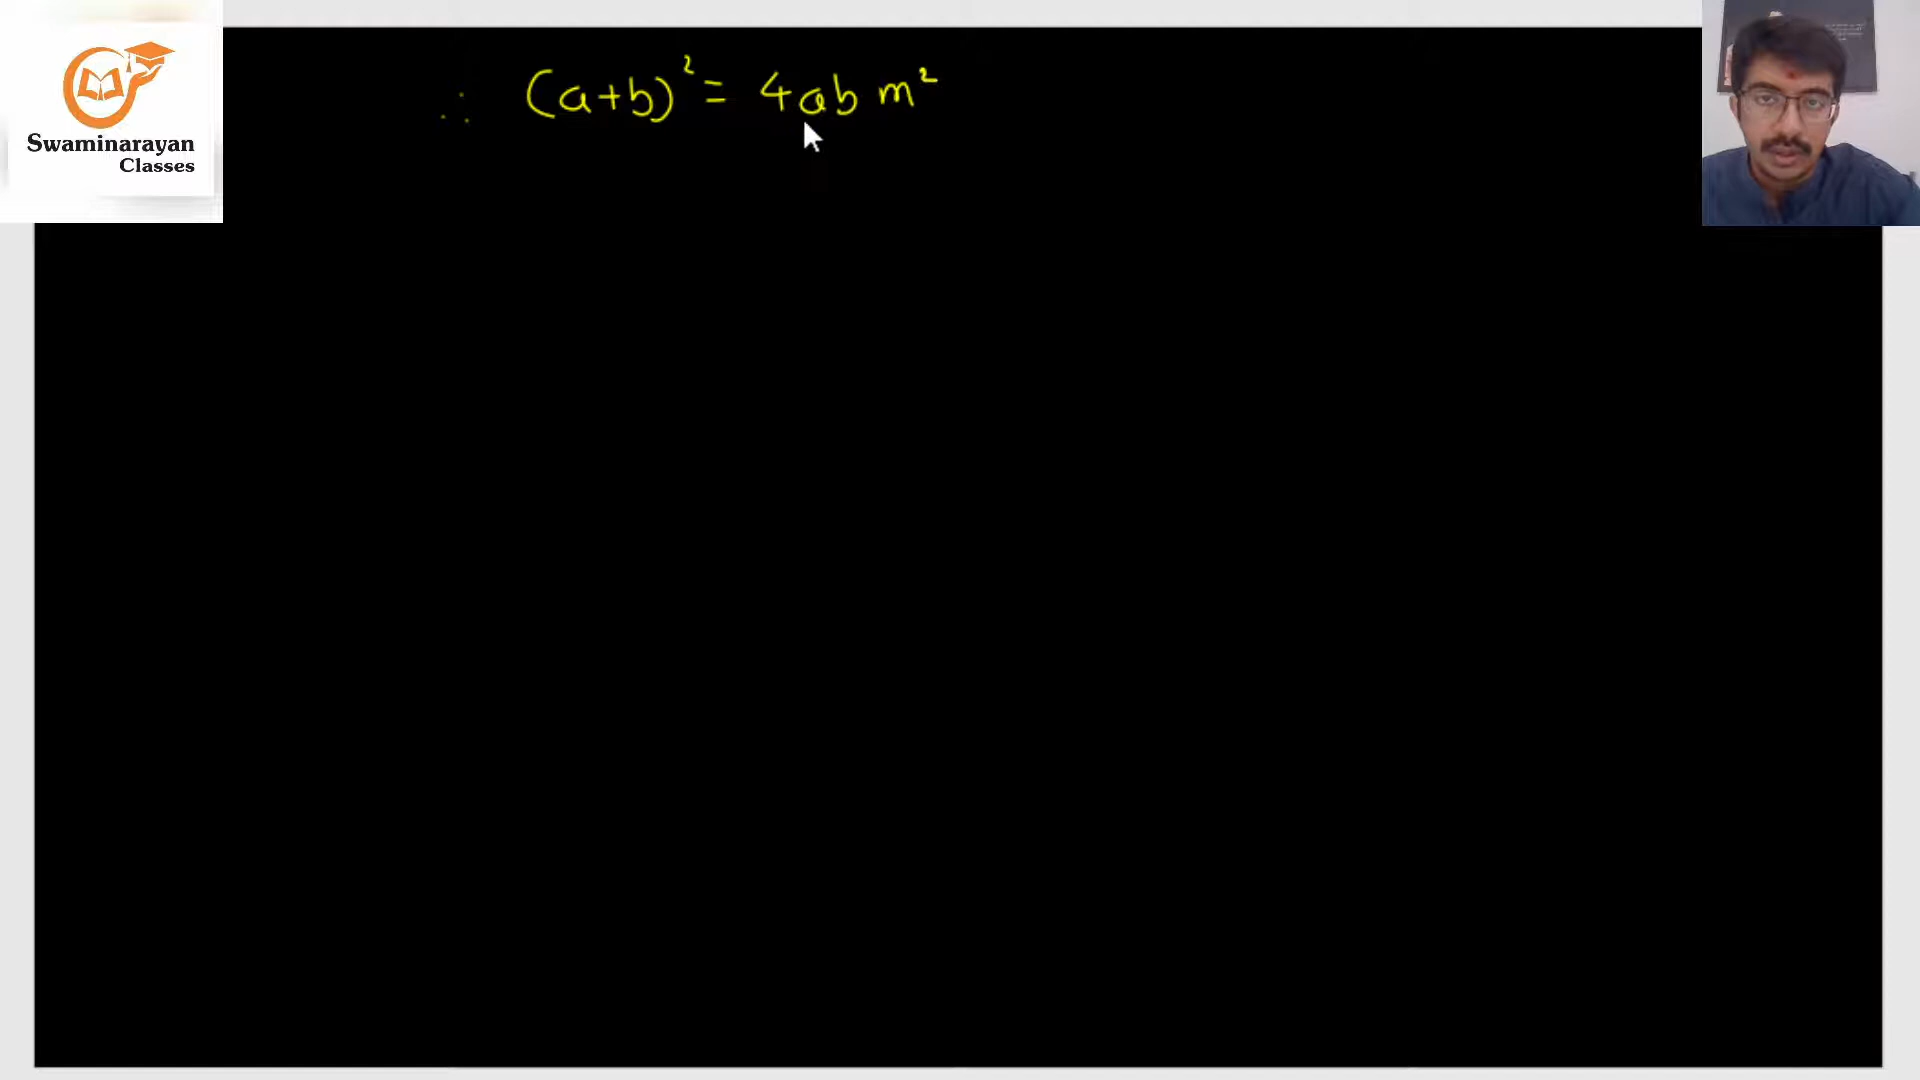 Swaminarayan
Classes
∴ (a+b)² = 4ab m²